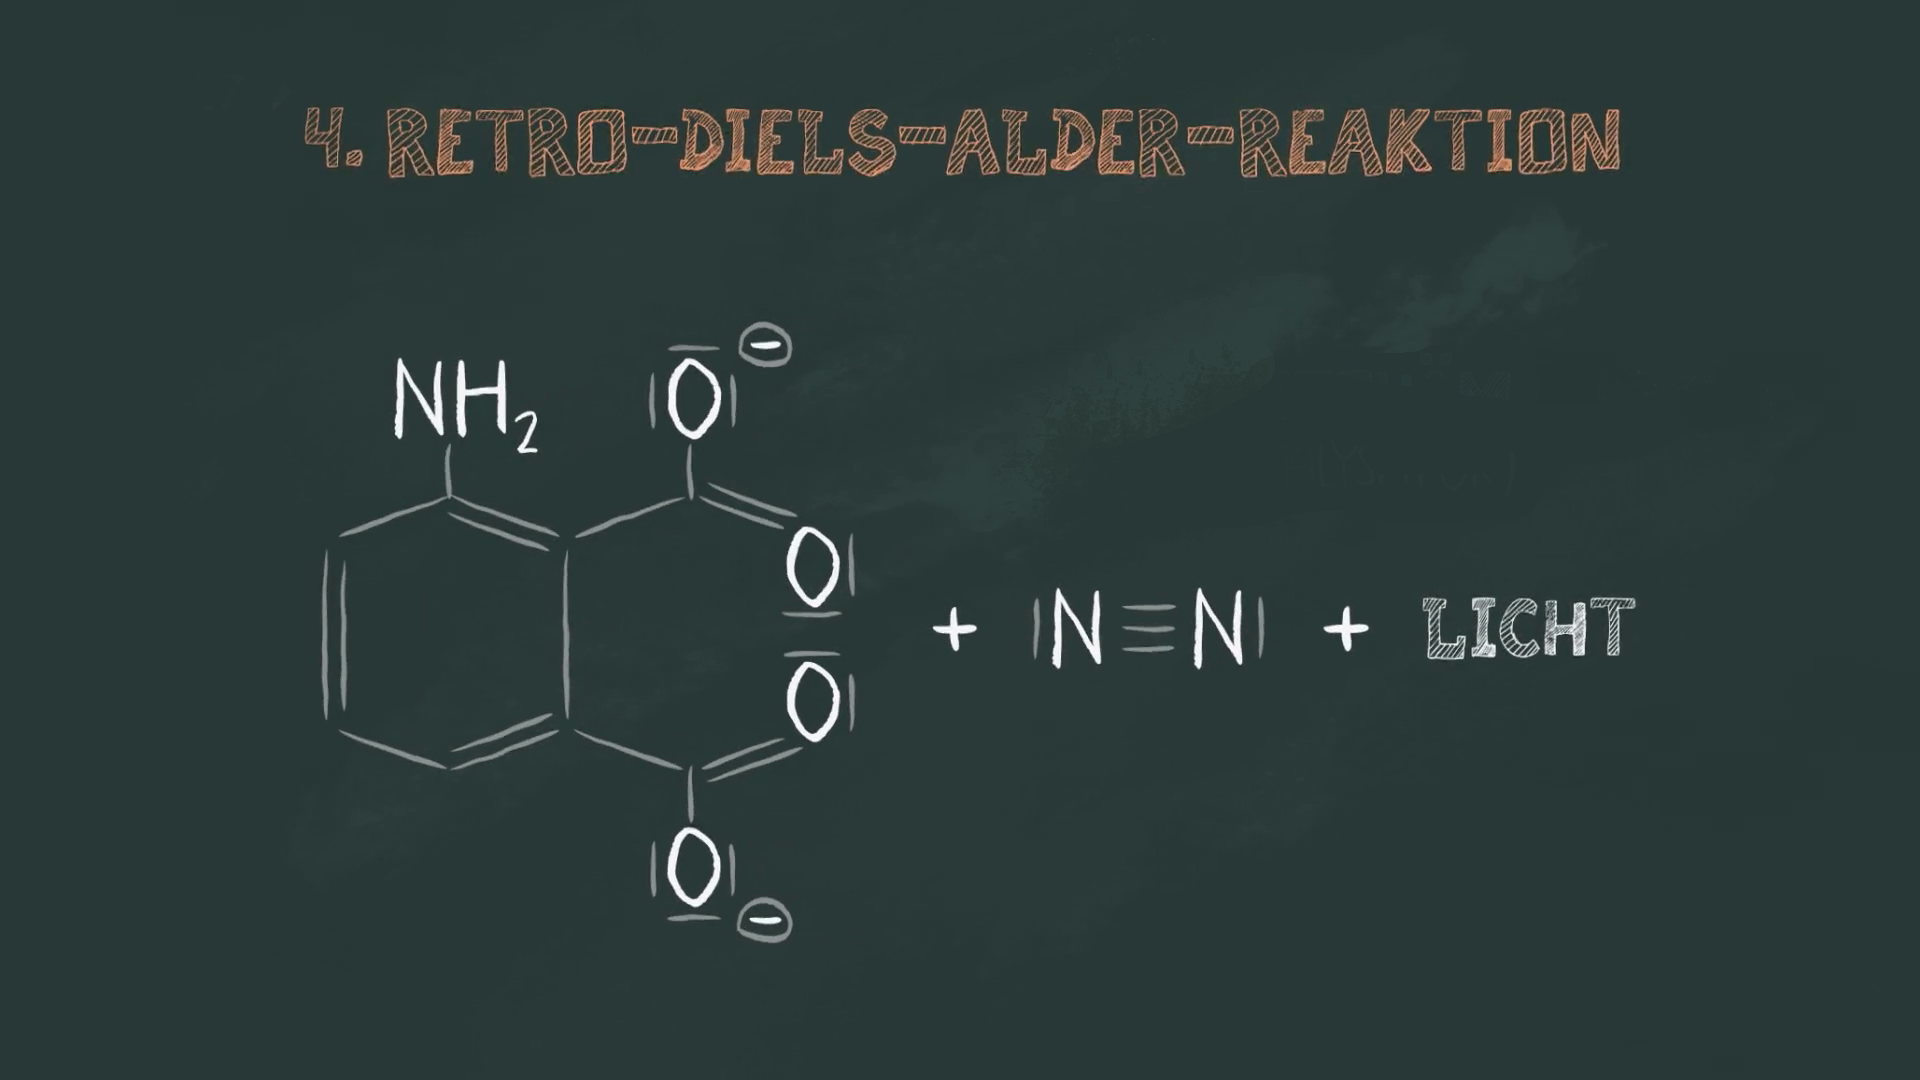 4. RETRO-DIELS-ALDER-REAKTION
NH₂
O ⊖
O
O
+ |N≡N| + LICHT
O ⊖